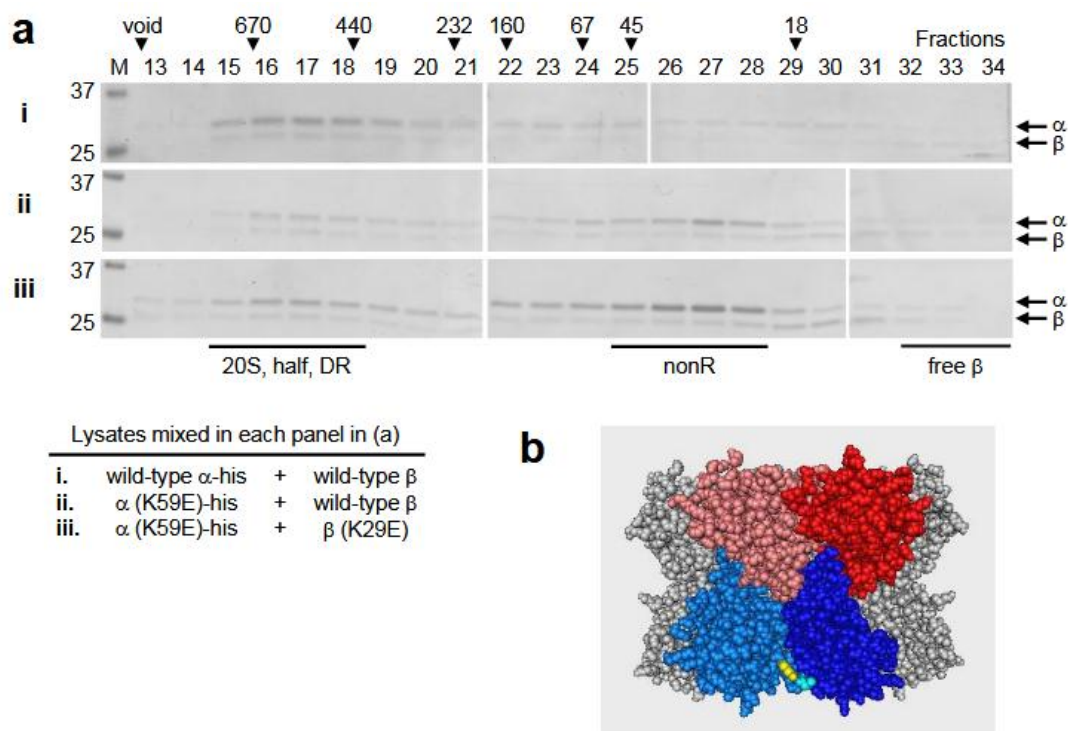 a
void 670 440 232 160 67 45 18 Fractions
M 13 14 15 16 17 18 19 20 21 22 23 24 25 26 27 28 29 30 31 32 33 34
i
37
25
α
β
ii
37
25
α
β
iii
37
25
α
β
20S, half, DR nonR free β
Lysates mixed in each panel in (a)
i. wild-type α-his + wild-type β
ii. α (K59E)-his + wild-type β
iii. α (K59E)-his + β (K29E)
b